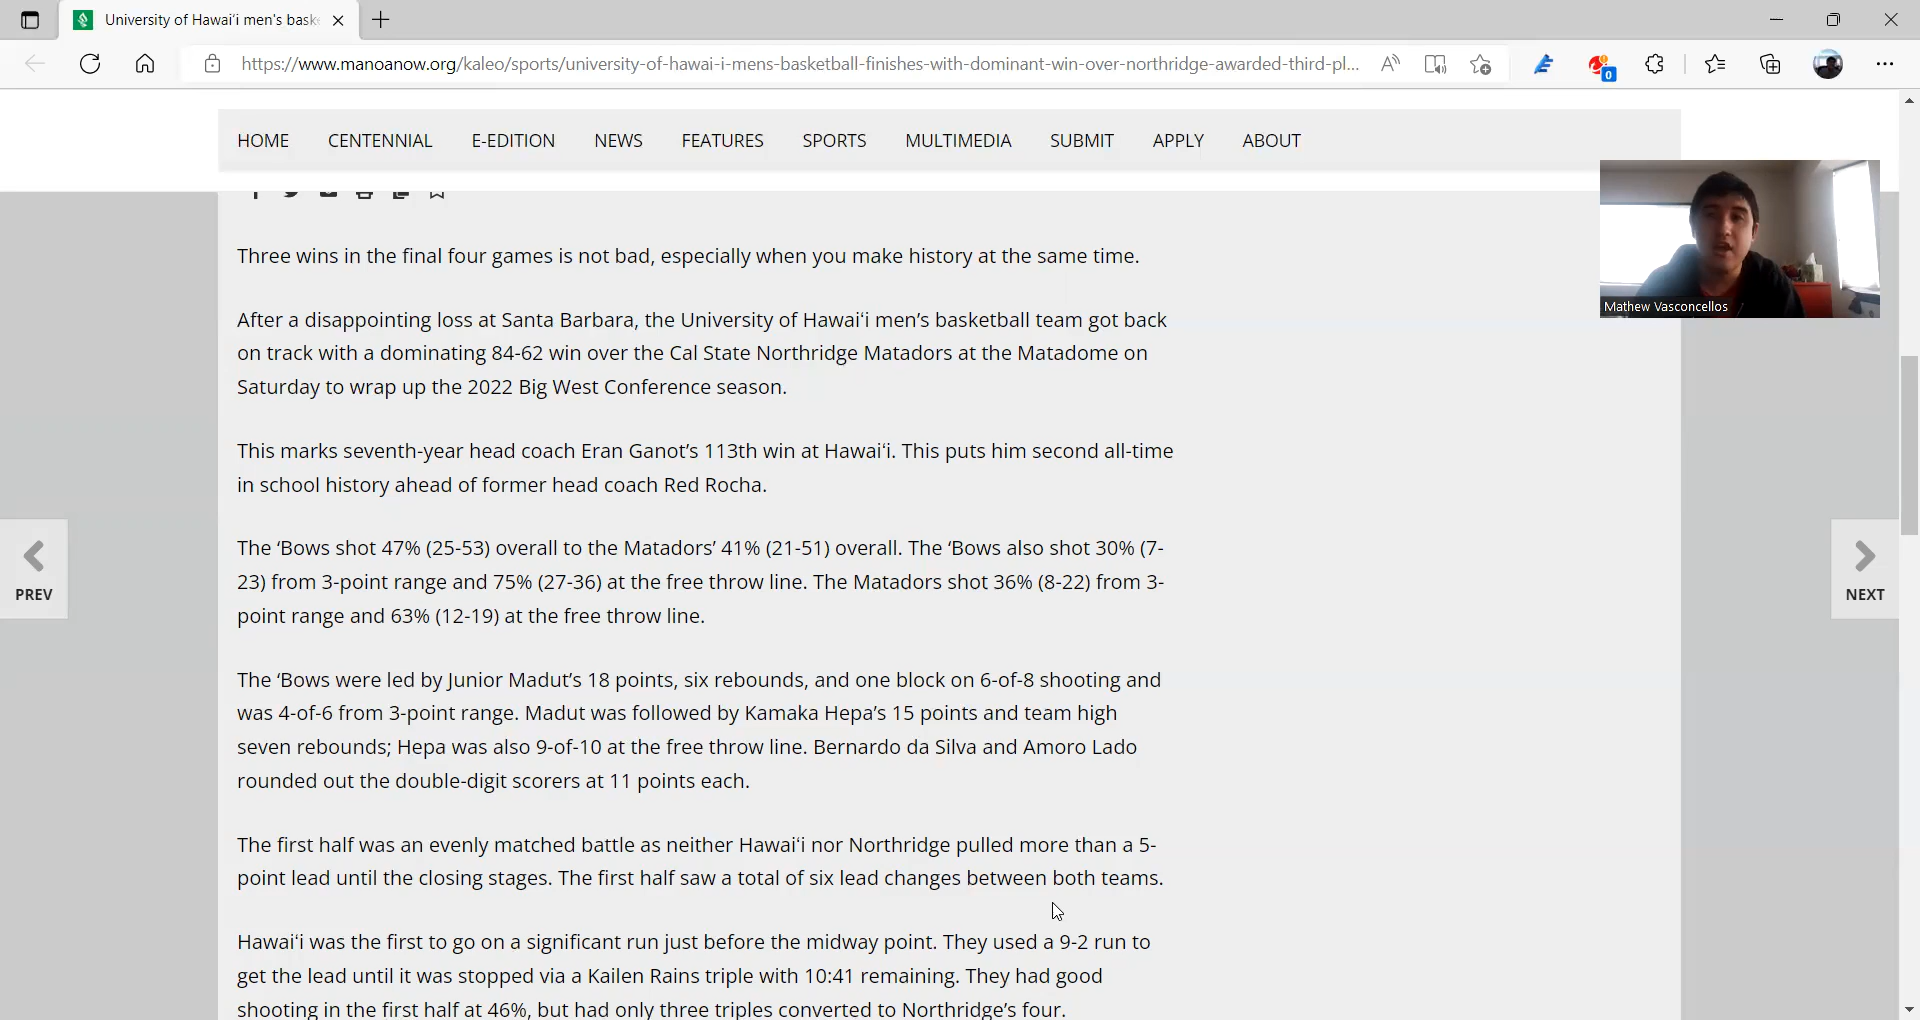 University of Hawaiʻi men's bask
https://www.manoanow.org/kaleo/sports/university-of-hawai-i-mens-basketball-finishes-with-dominant-win-over-northridge-awarded-third-pl...
0
HOME CENTENNIAL E-EDITION NEWS FEATURES SPORTS MULTIMEDIA SUBMIT APPLY ABOUT
Mathew Vasconcellos
Three wins in the final four games is not bad, especially when you make history at the same time.
After a disappointing loss at Santa Barbara, the University of Hawaiʻi men’s basketball team got back
on track with a dominating 84-62 win over the Cal State Northridge Matadors at the Matadome on
Saturday to wrap up the 2022 Big West Conference season.
This marks seventh-year head coach Eran Ganot’s 113th win at Hawaiʻi. This puts him second all-time
in school history ahead of former head coach Red Rocha.
The ‘Bows shot 47% (25-53) overall to the Matadors’ 41% (21-51) overall. The ‘Bows also shot 30% (7-
23) from 3-point range and 75% (27-36) at the free throw line. The Matadors shot 36% (8-22) from 3-
point range and 63% (12-19) at the free throw line.
PREV
NEXT
The ‘Bows were led by Junior Madut’s 18 points, six rebounds, and one block on 6-of-8 shooting and
was 4-of-6 from 3-point range. Madut was followed by Kamaka Hepa’s 15 points and team high
seven rebounds; Hepa was also 9-of-10 at the free throw line. Bernardo da Silva and Amoro Lado
rounded out the double-digit scorers at 11 points each.
The first half was an evenly matched battle as neither Hawaiʻi nor Northridge pulled more than a 5-
point lead until the closing stages. The first half saw a total of six lead changes between both teams.
Hawaiʻi was the first to go on a significant run just before the midway point. They used a 9-2 run to
get the lead until it was stopped via a Kailen Rains triple with 10:41 remaining. They had good
shooting in the first half at 46%, but had only three triples converted to Northridge’s four.